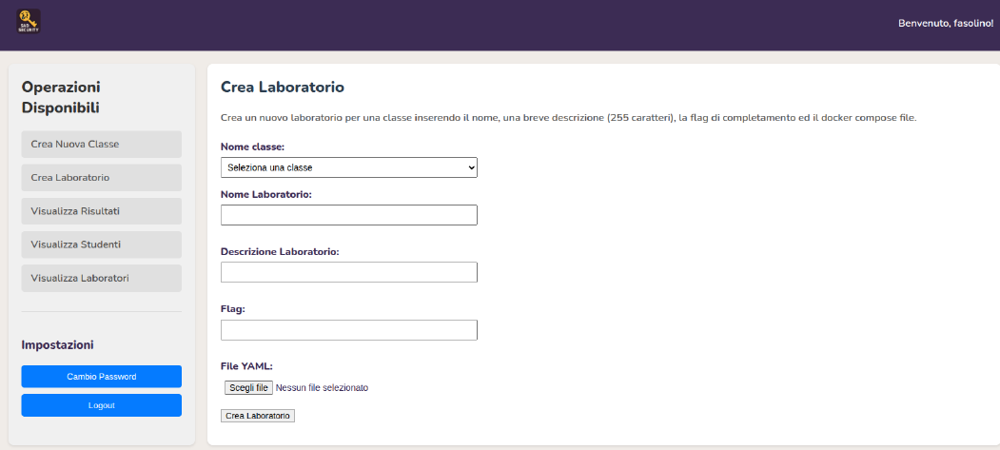 SAD
SECURITY
Benvenuto, fasolino!
Operazioni
Disponibili
Crea Nuova Classe
Crea Laboratorio
Visualizza Risultati
Visualizza Studenti
Visualizza Laboratori
Impostazioni
Cambio Password
Logout
Crea Laboratorio
Crea un nuovo laboratorio per una classe inserendo il nome, una breve descrizione (255 caratteri), la flag di completamento ed il docker compose file.
Nome classe:
Seleziona una classe
Nome Laboratorio:
Descrizione Laboratorio:
Flag:
File YAML:
Scegli file Nessun file selezionato
Crea Laboratorio